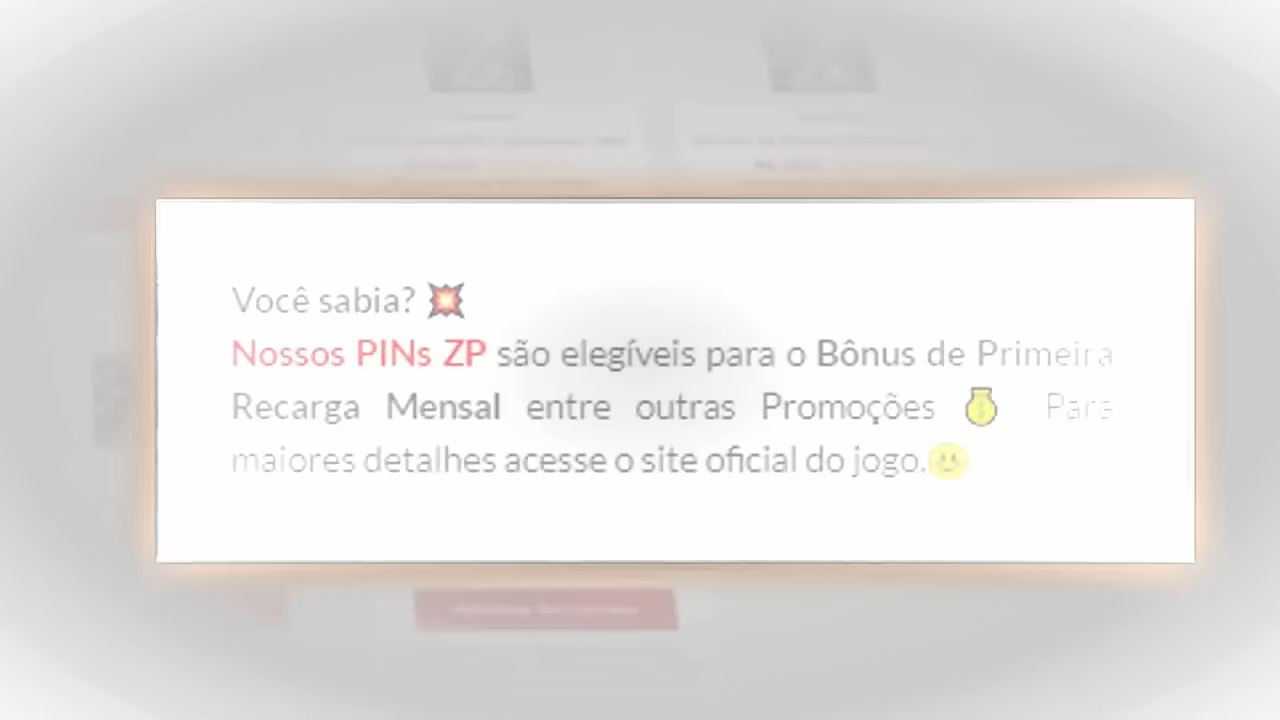 Você sabia? 💥
Nossos PINs ZP são elegíveis para o Bônus de Primeira
Recarga Mensal entre outras Promoções 💰 Para
maiores detalhes acesse o site oficial do jogo.🙂